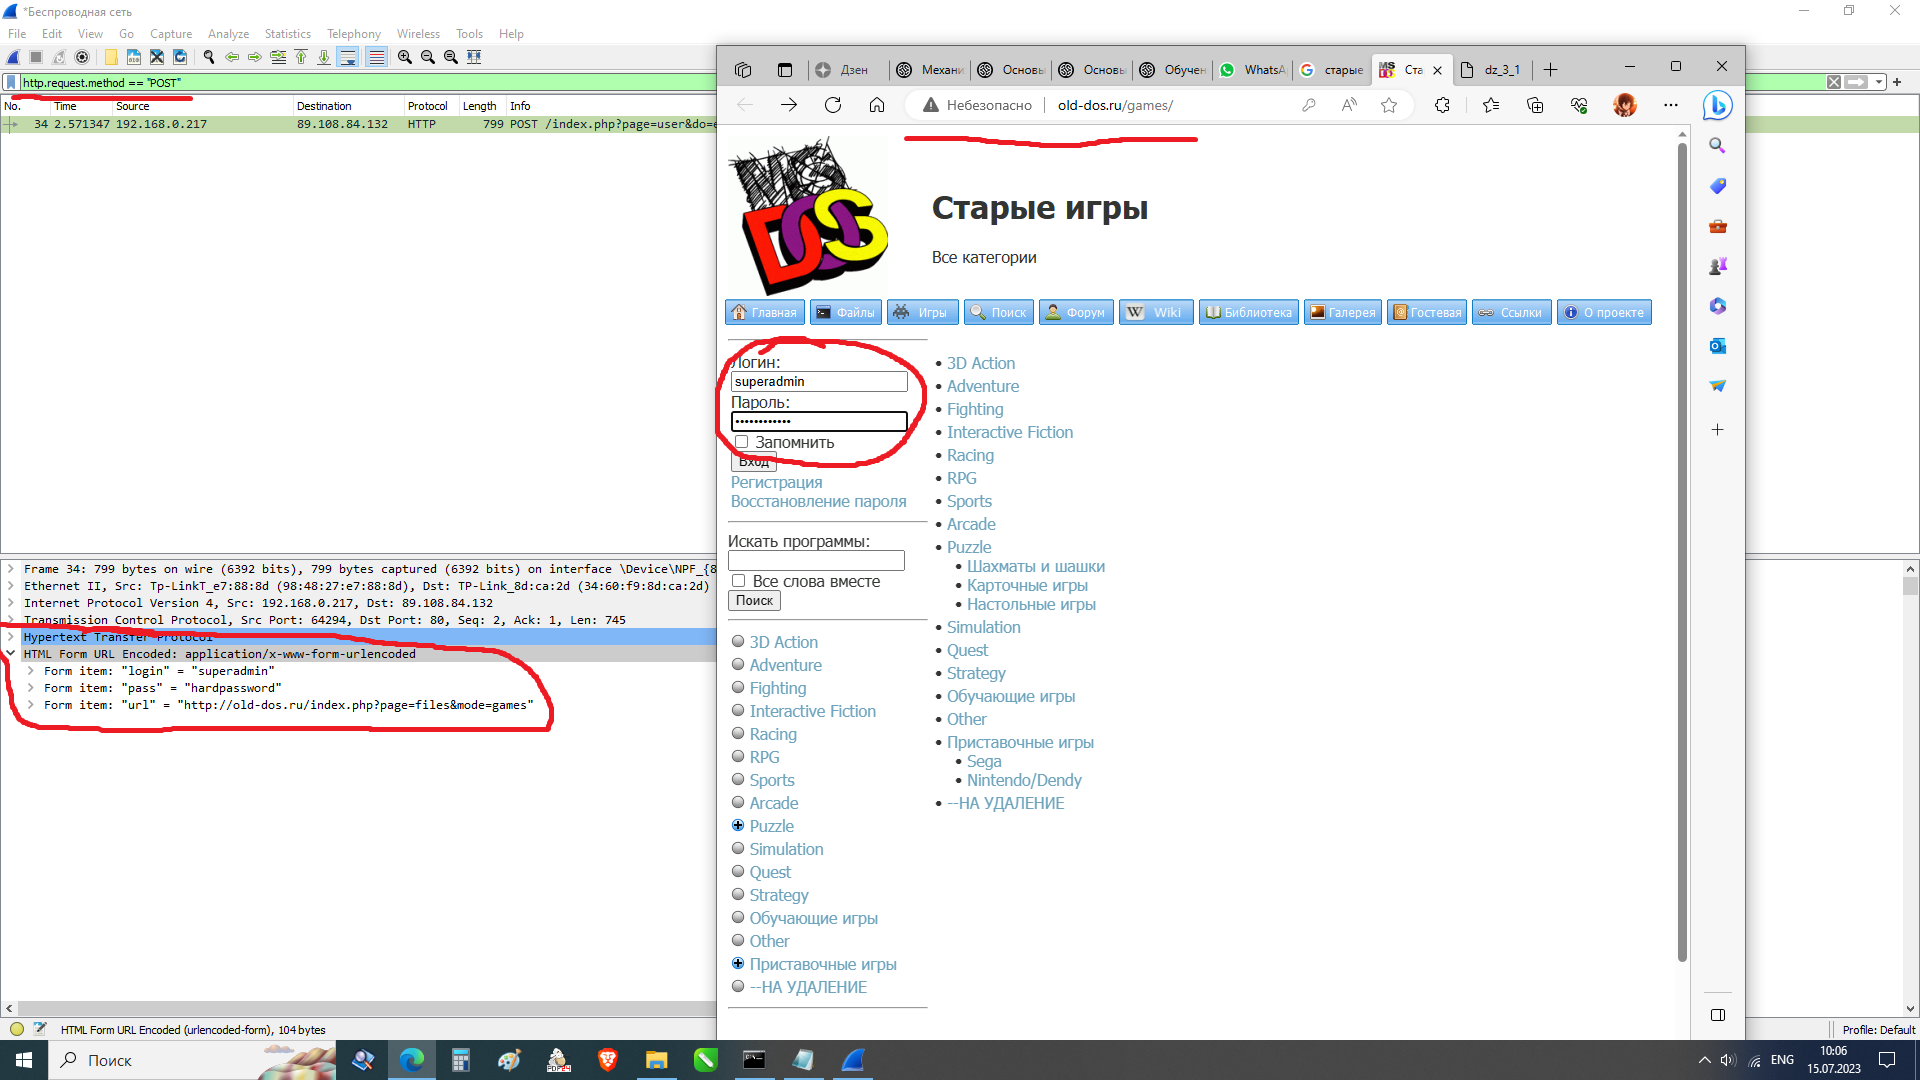 *Беспроводная сеть
File Edit View Go Capture Analyze Statistics Telephony Wireless Tools Help
http.request.method == "POST"
No. Time Source Destination Protocol Length Info
34 2.571347 192.168.0.217 89.108.84.132 HTTP 799 POST /index.php?page=user&do=e
Frame 34: 799 bytes on wire (6392 bits), 799 bytes captured (6392 bits) on interface \Device\NPF_{8
Ethernet II, Src: Tp-LinkT_e7:88:8d (98:48:27:e7:88:8d), Dst: TP-Link_8d:ca:2d (34:60:f9:8d:ca:2d)
Internet Protocol Version 4, Src: 192.168.0.217, Dst: 89.108.84.132
Transmission Control Protocol, Src Port: 64294, Dst Port: 80, Seq: 2, Ack: 1, Len: 745
Hypertext Transfer Protocol
HTML Form URL Encoded: application/x-www-form-urlencoded
Form item: "login" = "superadmin"
Form item: "pass" = "hardpassword"
Form item: "url" = "http://old-dos.ru/index.php?page=files&mode=games"
HTML Form URL Encoded (urlencoded-form), 104 bytes
Profile: Default
Дзен Механи Основы Основы Обучен WhatsA старые Ста dz_3_1
Небезопасно old-dos.ru/games/
MS DOS
Старые игры
Все категории
Главная Файлы Игры Поиск Форум Wiki Библиотека Галерея Гостевая Ссылки О проекте
Логин:
superadmin
Пароль:
••••••••••••
Запомнить
Вход
Регистрация
Восстановление пароля
Искать программы:
Все слова вместе
Поиск
3D Action
Adventure
Fighting
Interactive Fiction
Racing
RPG
Sports
Arcade
Puzzle
Simulation
Quest
Strategy
Обучающие игры
Other
Приставочные игры
--НА УДАЛЕНИЕ
• 3D Action
• Adventure
• Fighting
• Interactive Fiction
• Racing
• RPG
• Sports
• Arcade
• Puzzle
• Шахматы и шашки
• Карточные игры
• Настольные игры
• Simulation
• Quest
• Strategy
• Обучающие игры
• Other
• Приставочные игры
• Sega
• Nintendo/Dendy
• --НА УДАЛЕНИЕ
Поиск
ENG
10:06
15.07.2023